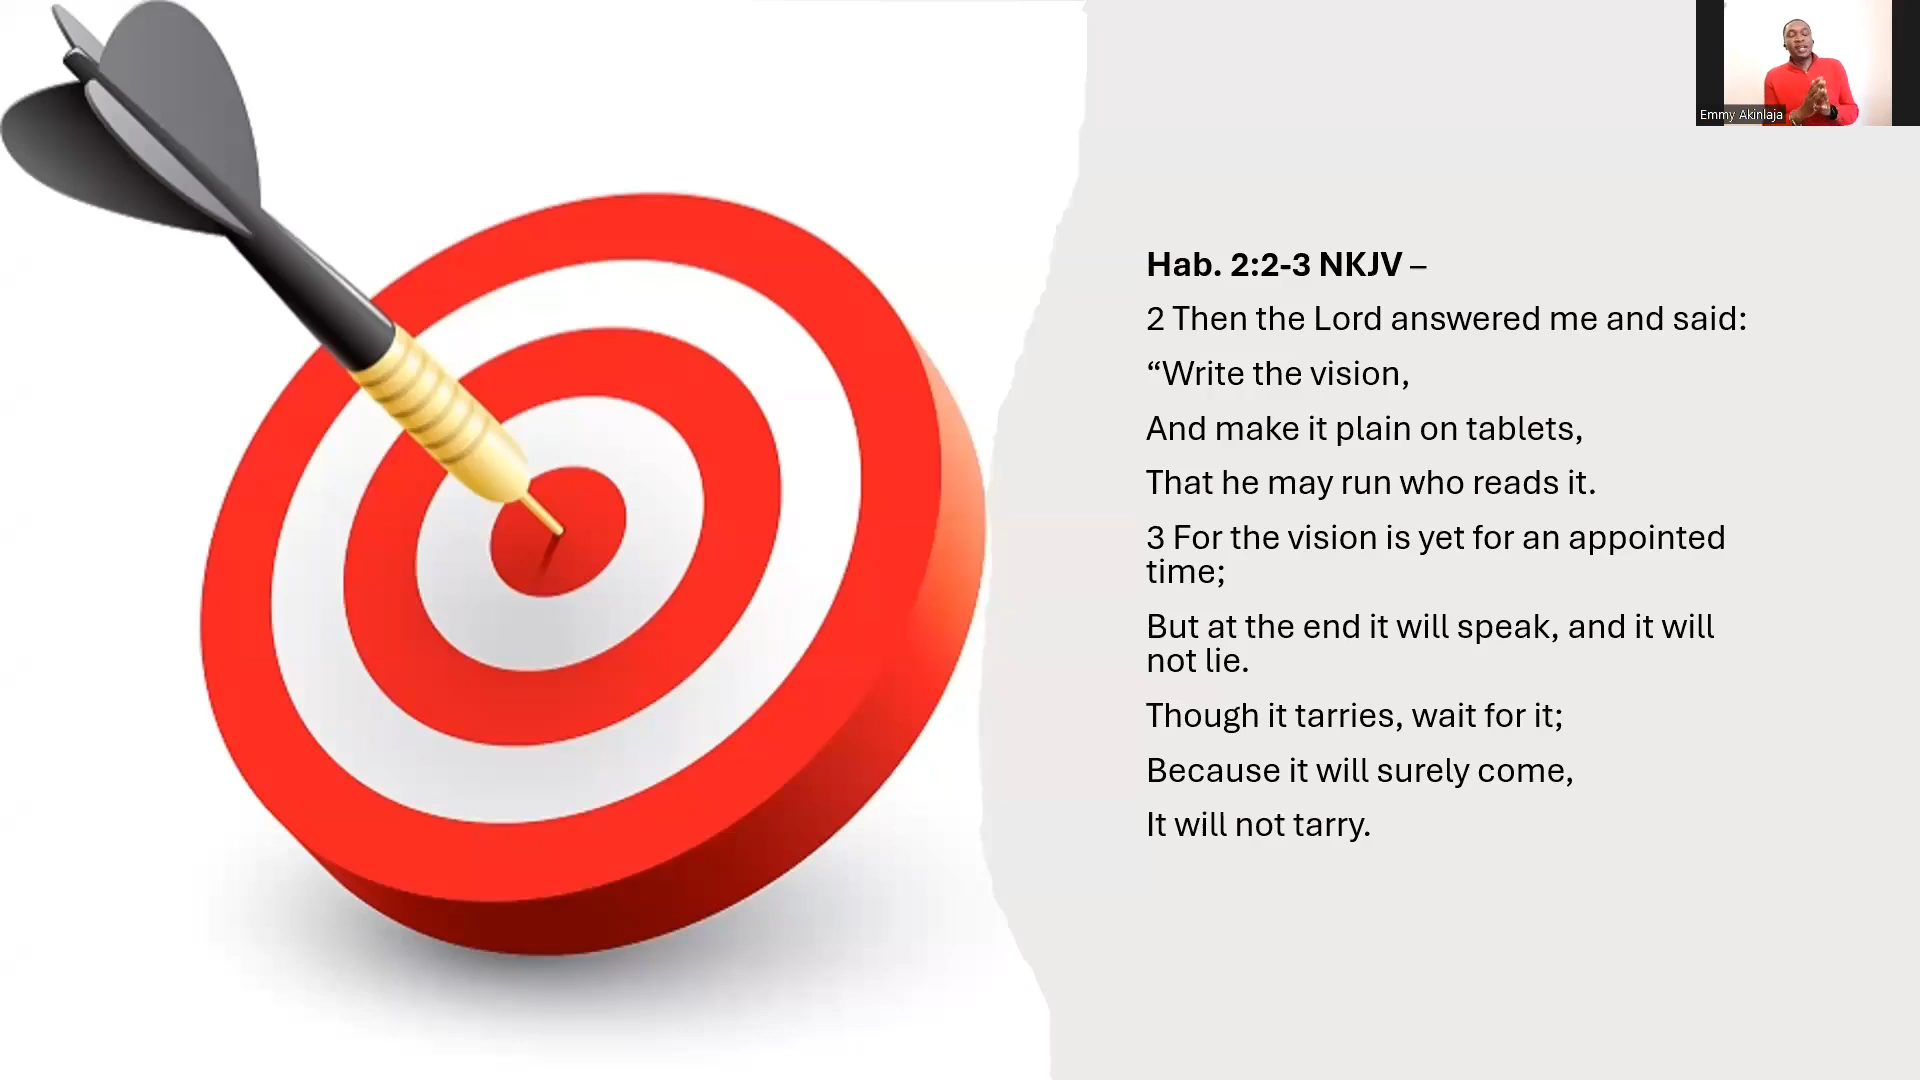 Emmy Akinlaja
Hab. 2:2-3 NKJV –
2 Then the Lord answered me and said:
“Write the vision,
And make it plain on tablets,
That he may run who reads it.
3 For the vision is yet for an appointed
time;
But at the end it will speak, and it will
not lie.
Though it tarries, wait for it;
Because it will surely come,
It will not tarry.